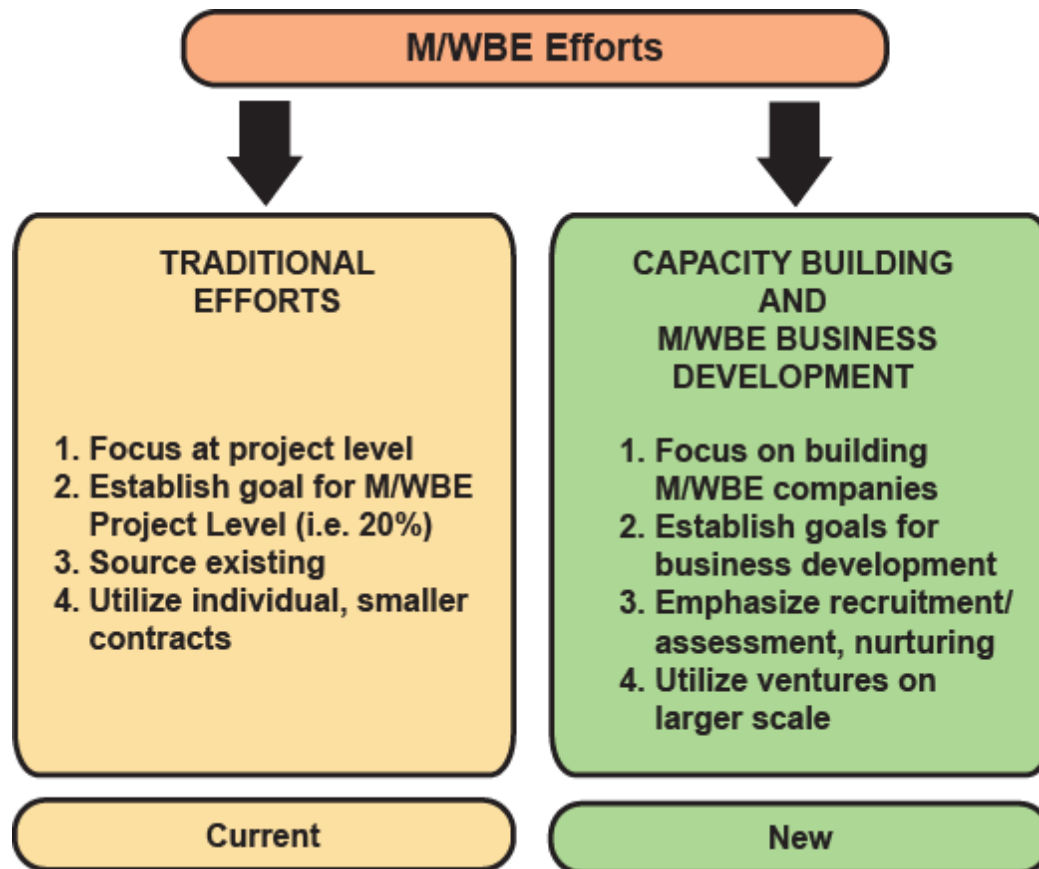 M/WBE Efforts
TRADITIONAL
EFFORTS
1. Focus at project level
2. Establish goal for M/WBE
Project Level (i.e. 20%)
3. Source existing
4. Utilize individual, smaller
contracts
Current
CAPACITY BUILDING
AND
M/WBE BUSINESS
DEVELOPMENT
1. Focus on building
M/WBE companies
2. Establish goals for
business development
3. Emphasize recruitment/
assessment, nurturing
4. Utilize ventures on
larger scale
New